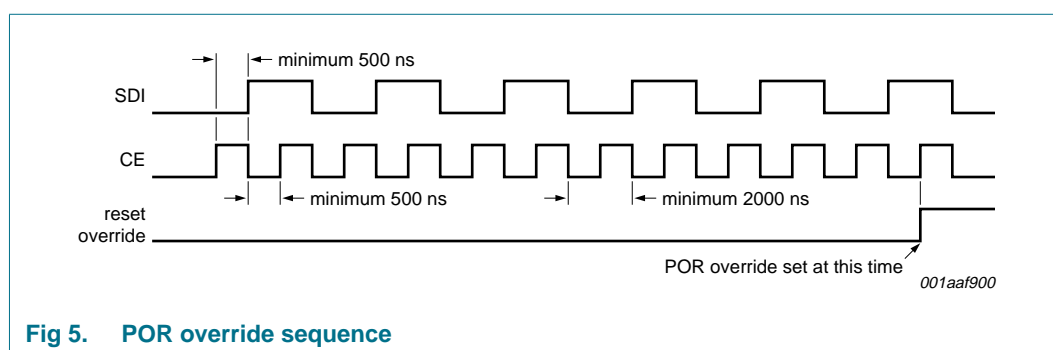 minimum 500 ns
SDI
CE
minimum 500 ns
minimum 2000 ns
reset
override
POR override set at this time
001aaf900
Fig 5. POR override sequence